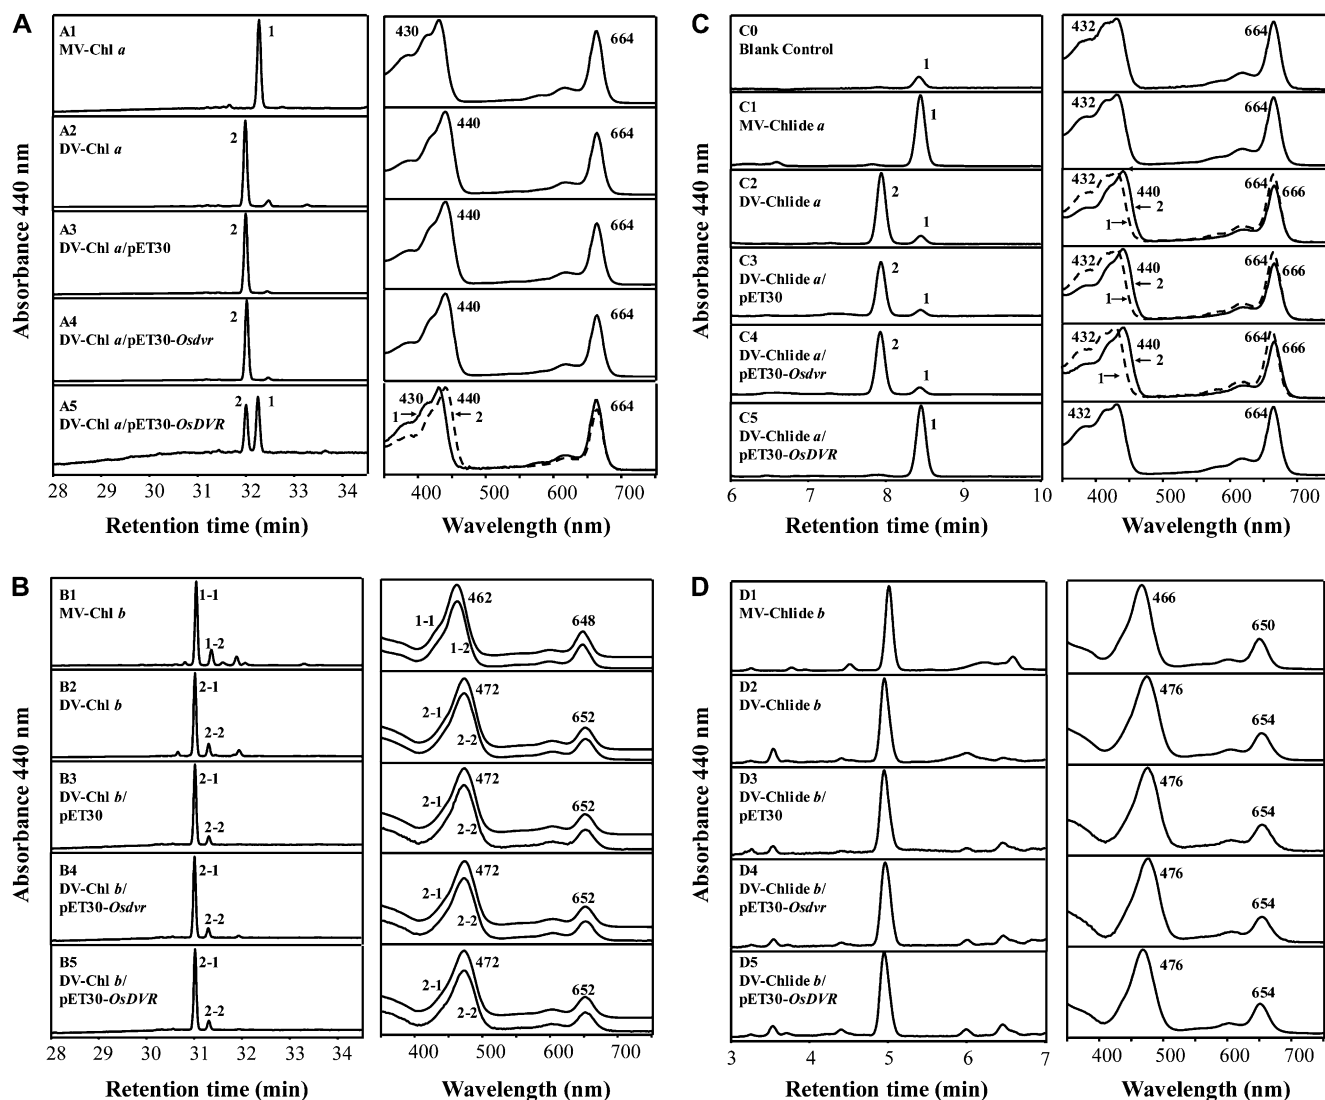 A
Absorbance 440 nm
A1
MV-Chl a
1
430
664
A2
DV-Chl a
2
440
664
A3
DV-Chl a/pET30
2
440
664
A4
DV-Chl a/pET30-Osdvr
2
440
664
A5
DV-Chl a/pET30-OsDVR
2 1
430 440
1 2
664
28 30 31 32 33 34
400 500 600 700
Retention time (min)
Wavelength (nm)
C
Absorbance 440 nm
C0
Blank Control
1
432
664
C1
MV-Chlide a
1
432
664
C2
DV-Chlide a
2
1
432 440
1 2
664 666
C3
DV-Chlide a/
pET30
2
1
432 440
1 2
664 666
C4
DV-Chlide a/
pET30-Osdvr
2
1
432 440
1 2
664 666
C5
DV-Chlide a/
pET30-OsDVR
1
432
664
6 7 8 9 10
400 500 600 700
Retention time (min)
Wavelength (nm)
B
Absorbance 440 nm
B1
MV-Chl b
1-1
1-2
462
1-1
1-2
648
B2
DV-Chl b
2-1
2-2
472
2-1
2-2
652
B3
DV-Chl b/
pET30
2-1
2-2
472
2-1
2-2
652
B4
DV-Chl b/
pET30-Osdvr
2-1
2-2
472
2-1
2-2
652
B5
DV-Chl b/
pET30-OsDVR
2-1
2-2
472
2-1
2-2
652
28 30 31 32 33 34
400 500 600 700
Retention time (min)
Wavelength (nm)
D
Absorbance 440 nm
D1
MV-Chlide b
466
650
D2
DV-Chlide b
476
654
D3
DV-Chlide b/
pET30
476
654
D4
DV-Chlide b/
pET30-Osdvr
476
654
D5
DV-Chlide b/
pET30-OsDVR
476
654
3 4 5 6 7
400 500 600 700
Retention time (min)
Wavelength (nm)